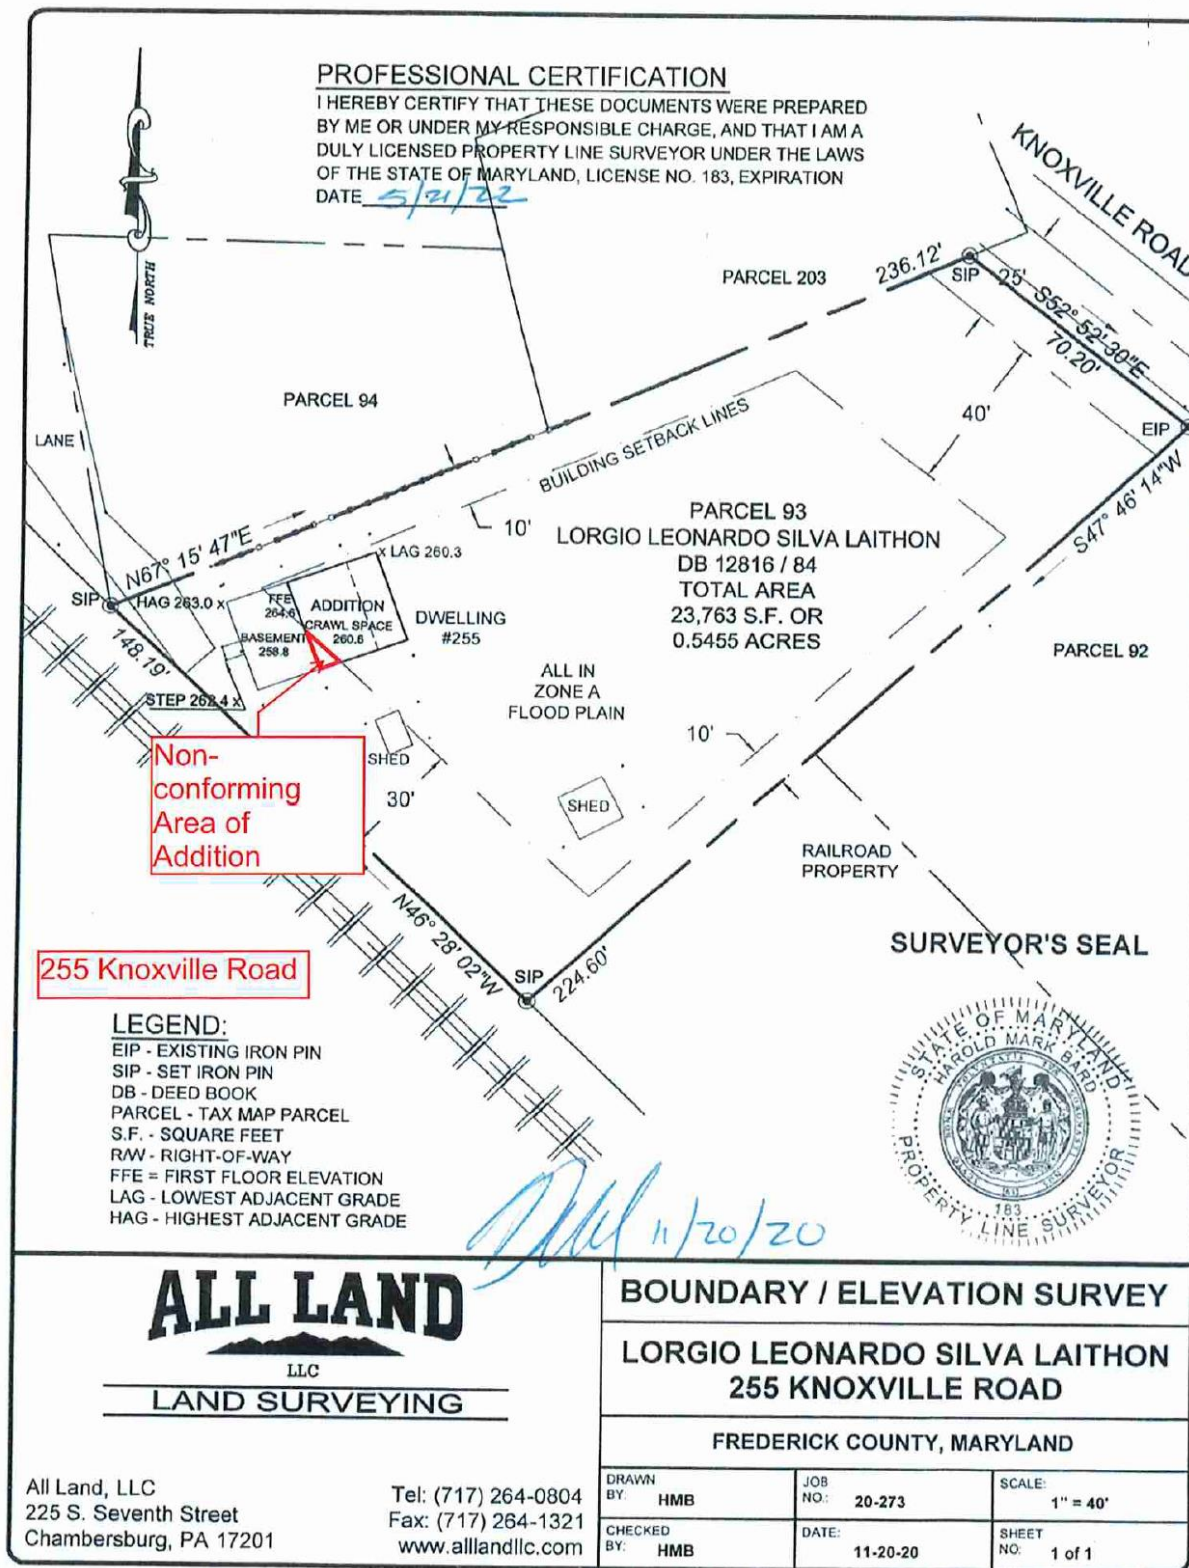 PROFESSIONAL CERTIFICATION
I HEREBY CERTIFY THAT THESE DOCUMENTS WERE PREPARED
BY ME OR UNDER MY RESPONSIBLE CHARGE, AND THAT I AM A
DULY LICENSED PROPERTY LINE SURVEYOR UNDER THE LAWS
OF THE STATE OF MARYLAND, LICENSE NO. 183, EXPIRATION
DATE 5/21/22
TRUE NORTH
KNOXVILLE ROAD
PARCEL 203
236.12'
SIP
25'
S52° 52' 30"E
70.20'
40'
EIP
PARCEL 94
LANE
BUILDING SETBACK LINES
S47° 46' 14"W
N67° 15' 47"E
10'
PARCEL 93
LORGIO LEONARDO SILVA LAITHON
DB 12816 / 84
TOTAL AREA
23,763 S.F. OR
0.5455 ACRES
x LAG 260.3
SIP
HAG 263.0 x
FFE
264.6
ADDITION
CRAWL SPACE
260.6
BASEMENT
258.8
DWELLING
#255
148.19'
STEP 262.4 x
PARCEL 92
ALL IN
ZONE A
FLOOD PLAIN
10'
Non-
conforming
Area of
Addition
SHED
30'
SHED
RAILROAD
PROPERTY
N46° 28' 02"W
SIP
224.60'
SURVEYOR'S SEAL
255 Knoxville Road
LEGEND:
EIP - EXISTING IRON PIN
SIP - SET IRON PIN
DB - DEED BOOK
PARCEL - TAX MAP PARCEL
S.F. - SQUARE FEET
R/W - RIGHT-OF-WAY
FFE = FIRST FLOOR ELEVATION
LAG - LOWEST ADJACENT GRADE
HAG - HIGHEST ADJACENT GRADE
STATE OF MARYLAND
HAROLD MARK BARD
183
PROPERTY LINE SURVEYOR
11/20/20
ALL LAND
LLC
LAND SURVEYING
All Land, LLC
225 S. Seventh Street
Chambersburg, PA 17201
Tel: (717) 264-0804
Fax: (717) 264-1321
www.alllandllc.com
BOUNDARY / ELEVATION SURVEY
LORGIO LEONARDO SILVA LAITHON
255 KNOXVILLE ROAD
FREDERICK COUNTY, MARYLAND
DRAWN
BY: HMB
JOB
NO.: 20-273
SCALE:
1" = 40'
CHECKED
BY: HMB
DATE:
11-20-20
SHEET
NO: 1 of 1